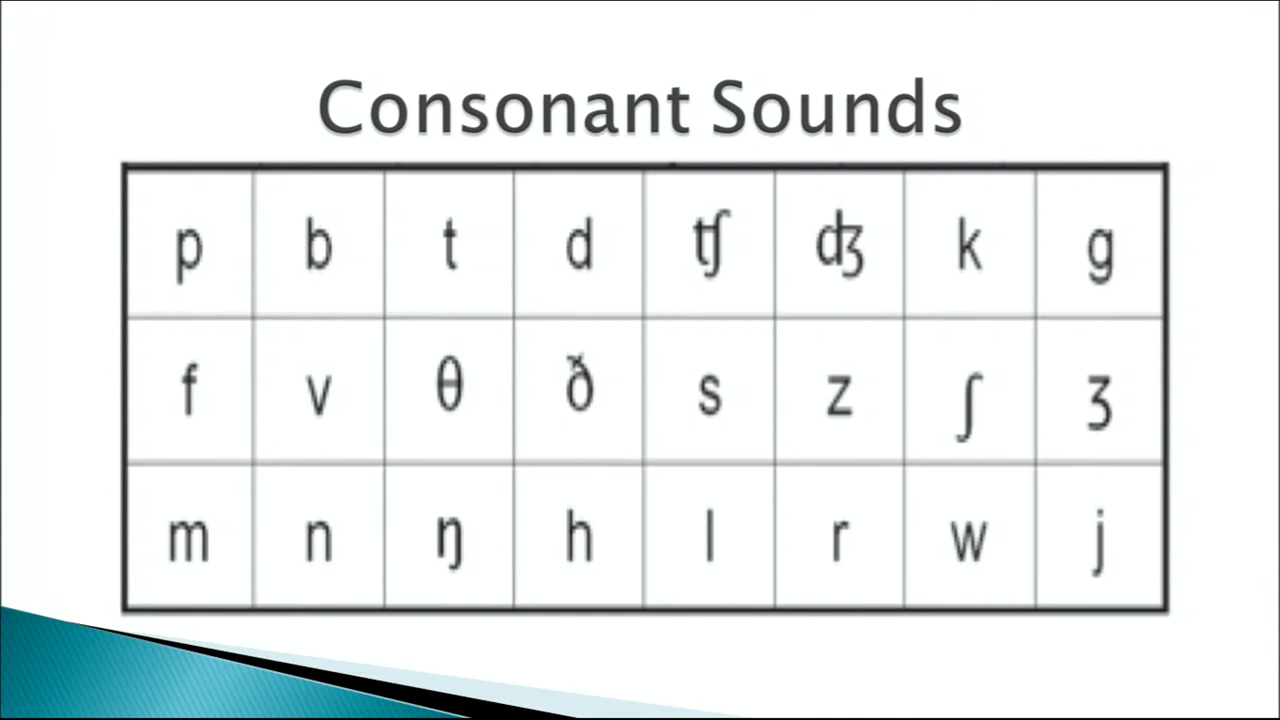 Consonant Sounds
p b t d ʧ ʤ k g
f v θ ð s z ʃ ʒ
m n ŋ h l r w j